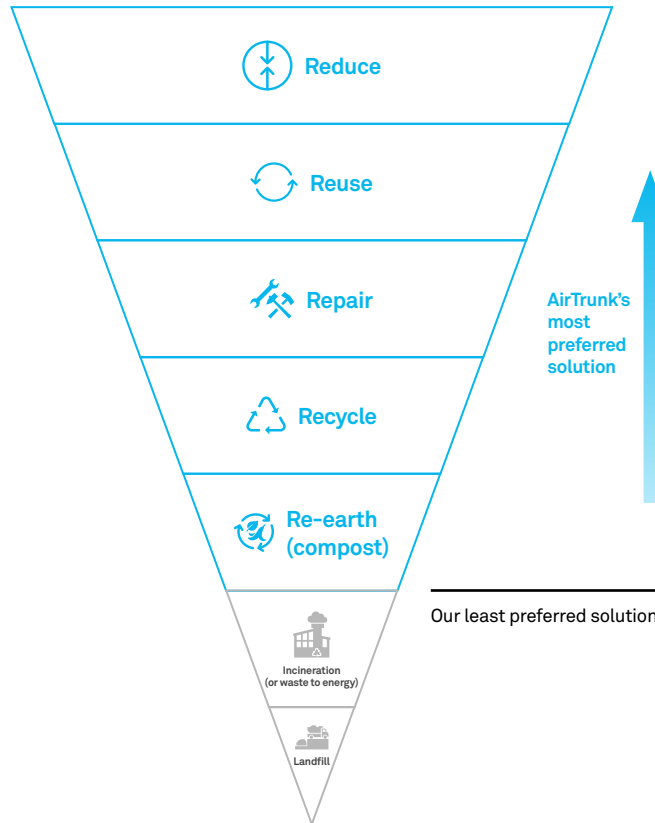 Reduce
Reuse
Repair
AirTrunk's
most
preferred
solution
Recycle
Re-earth
(compost)
Our least preferred solution
Incineration
(or waste to energy)
Landfill